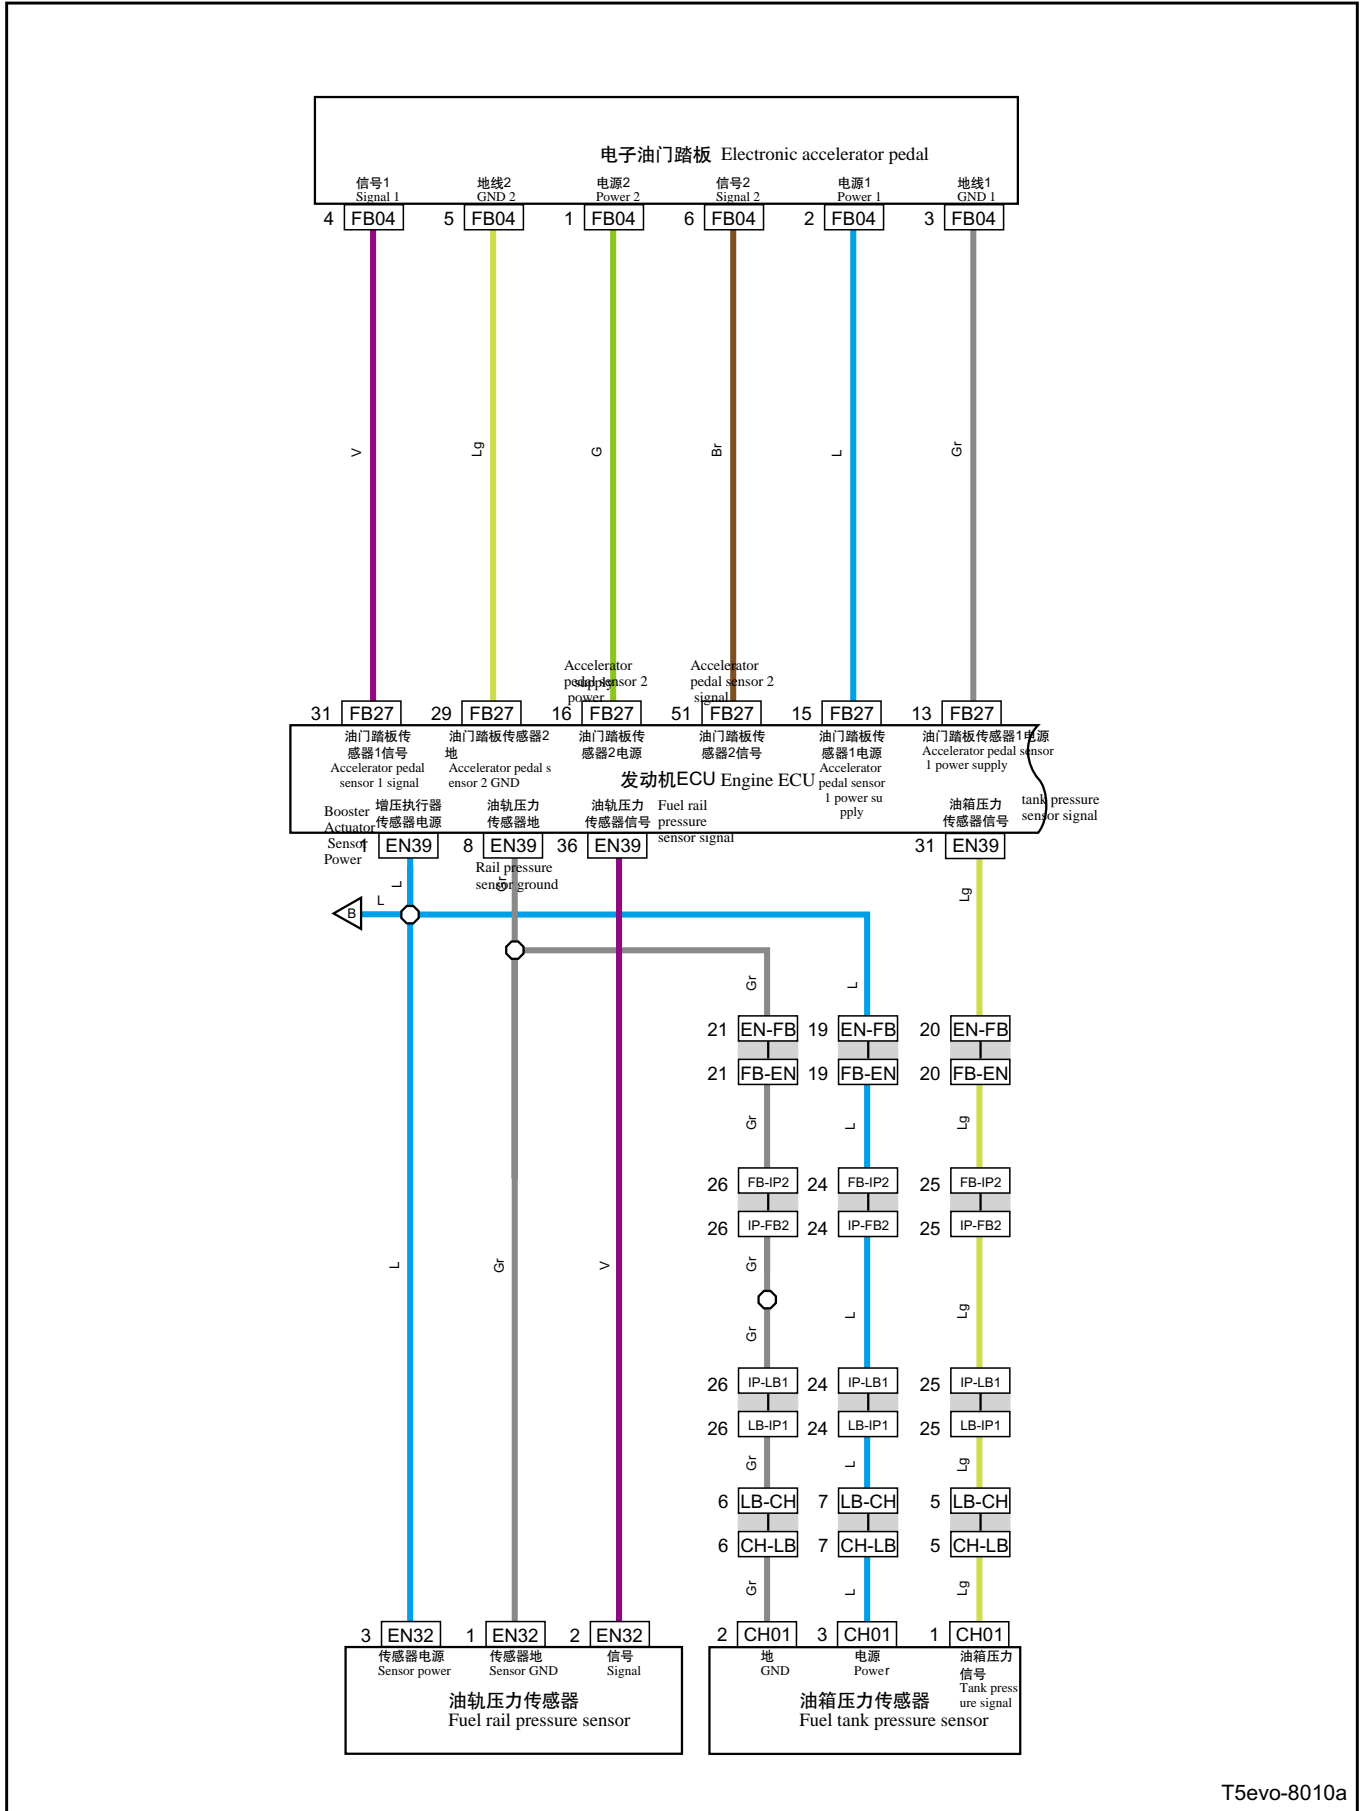 电子油门踏板 Electronic accelerator pedal
信号1 地线2 电源2 信号2 电源1 地线1
Signal 1 GND 2 Power 2 Signal 2 Power 1 GND 1
4 FB04 5 FB04 1 FB04 6 FB04 2 FB04 3 FB04
V Lg G Br L Gr
Accelerator
pedal sensor 2
supply
power
Accelerator
pedal sensor 2
signal
31 FB27 29 FB27 16 FB27 51 FB27 15 FB27 13 FB27
油门踏板传
感器1信号
Accelerator pedal
sensor 1 signal
油门踏板传感器2
地
Accelerator pedal s
ensor 2 GND
油门踏板传
感器2电源
油门踏板传
感器2信号
油门踏板传
感器1电源
Accelerator
pedal sensor
1 power su
pply
油门踏板传感器1电源
Accelerator pedal sensor
1 power supply
发动机ECU Engine ECU
Booster
Actuator
Sensor
Power
增压执行器
传感器电源
油轨压力
传感器地
油轨压力
传感器信号
Fuel rail
pressure
sensor signal
油箱压力
传感器信号
tank pressure
sensor signal
1 EN39 8 EN39 36 EN39 31 EN39
Rail pressure
sensor ground
L Gr Lg
B L
Gr L
21 EN-FB 19 EN-FB 20 EN-FB
21 FB-EN 19 FB-EN 20 FB-EN
Gr L Lg
26 FB-IP2 24 FB-IP2 25 FB-IP2
26 IP-FB2 24 IP-FB2 25 IP-FB2
L Gr V Gr
Gr L Lg
26 IP-LB1 24 IP-LB1 25 IP-LB1
26 LB-IP1 24 LB-IP1 25 LB-IP1
Gr L Lg
6 LB-CH 7 LB-CH 5 LB-CH
6 CH-LB 7 CH-LB 5 CH-LB
Gr L Lg
3 EN32 1 EN32 2 EN32 2 CH01 3 CH01 1 CH01
传感器电源
Sensor power
传感器地
Sensor GND
信号
Signal
地
GND
电源
Power
油箱压力
信号
Tank press
ure signal
油轨压力传感器
Fuel rail pressure sensor
油箱压力传感器
Fuel tank pressure sensor
T5evo-8010a